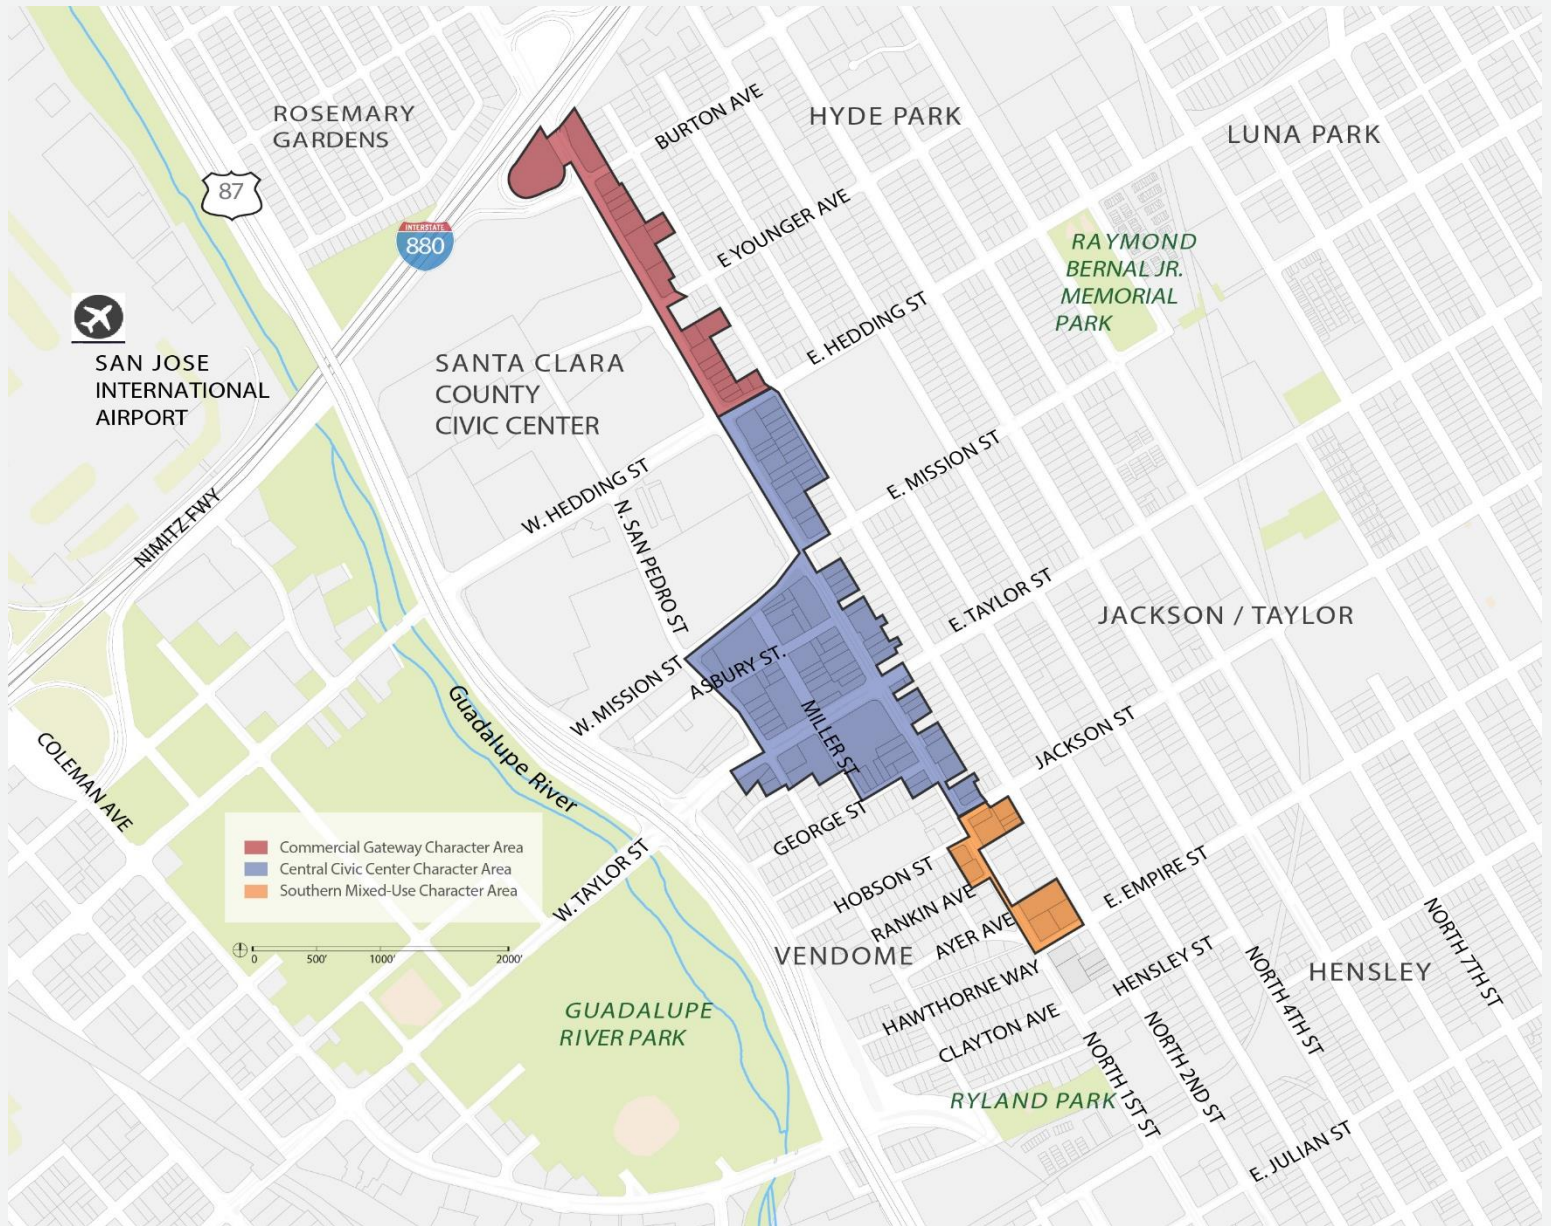 ROSEMARY
GARDENS
BURTON AVE
HYDE PARK
LUNA PARK
87
INTERSTATE
880
E YOUNGER AVE
RAYMOND
BERNAL JR.
MEMORIAL
PARK
SAN JOSE
INTERNATIONAL
AIRPORT
SANTA CLARA
COUNTY
CIVIC CENTER
E. HEDDING ST
W. HEDDING ST
E. MISSION ST
NIMITZ FWY
N. SAN PEDRO ST
E. TAYLOR ST
JACKSON / TAYLOR
W. MISSION ST
ASBURY ST.
MILLER ST
JACKSON ST
Guadalupe River
COLEMAN AVE
GEORGE ST
Commercial Gateway Character Area
Central Civic Center Character Area
Southern Mixed-Use Character Area
W. TAYLOR ST
HOBSON ST
RANKIN AVE
AYER AVE
E. EMPIRE ST
0 500' 1000' 2000'
VENDOME
HAWTHORNE WAY
HENSLEY ST
HENSLEY
NORTH 7TH ST
NORTH 4TH ST
GUADALUPE
RIVER PARK
CLAYTON AVE
NORTH 1ST ST
NORTH 2ND ST
RYLAND PARK
E. JULIAN ST